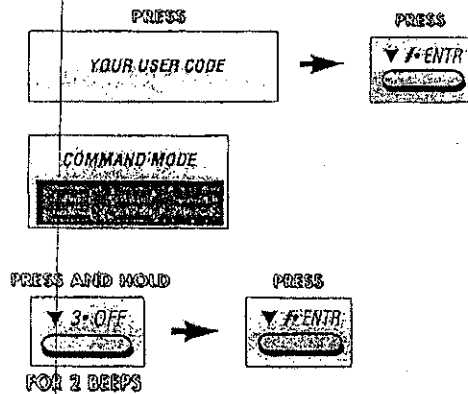 PRESS
PRESS
YOUR USER CODE
▼ /• ENTR
COMMAND MODE
PRESS AND HOLD
PRESS
▼ 3• OFF
▼ /• ENTR
FOR 2 BEEPS